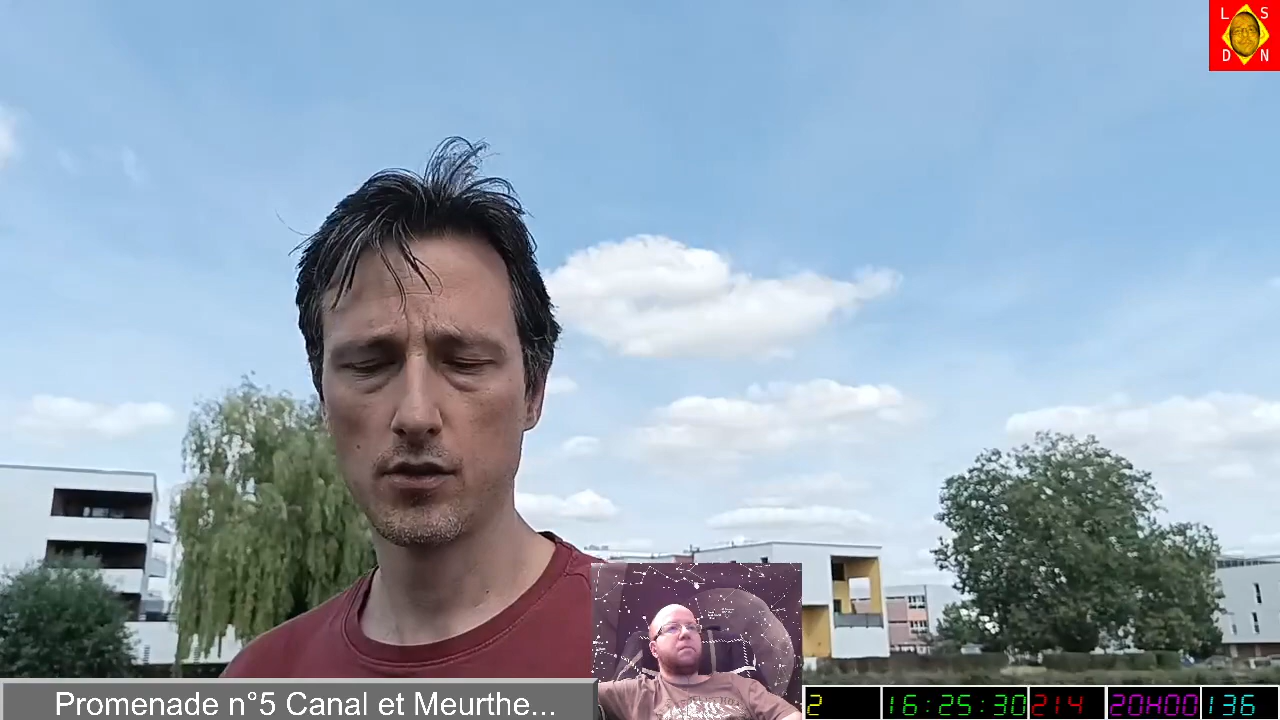 L S
D N
Promenade n°5 Canal et Meurthe...
2 16:25:30 214 20H00 136